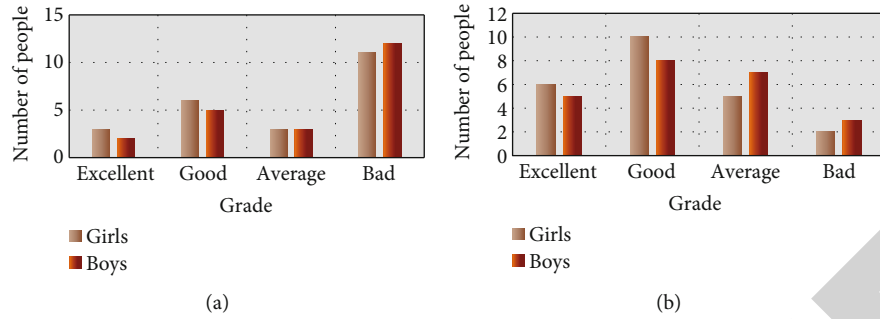 Number of people
15
10
5
0
Excellent
Good
Average
Bad
Grade
Girls
Boys
(a)
Number of people
12
10
8
6
4
2
0
Excellent
Good
Average
Bad
Grade
Girls
Boys
(b)